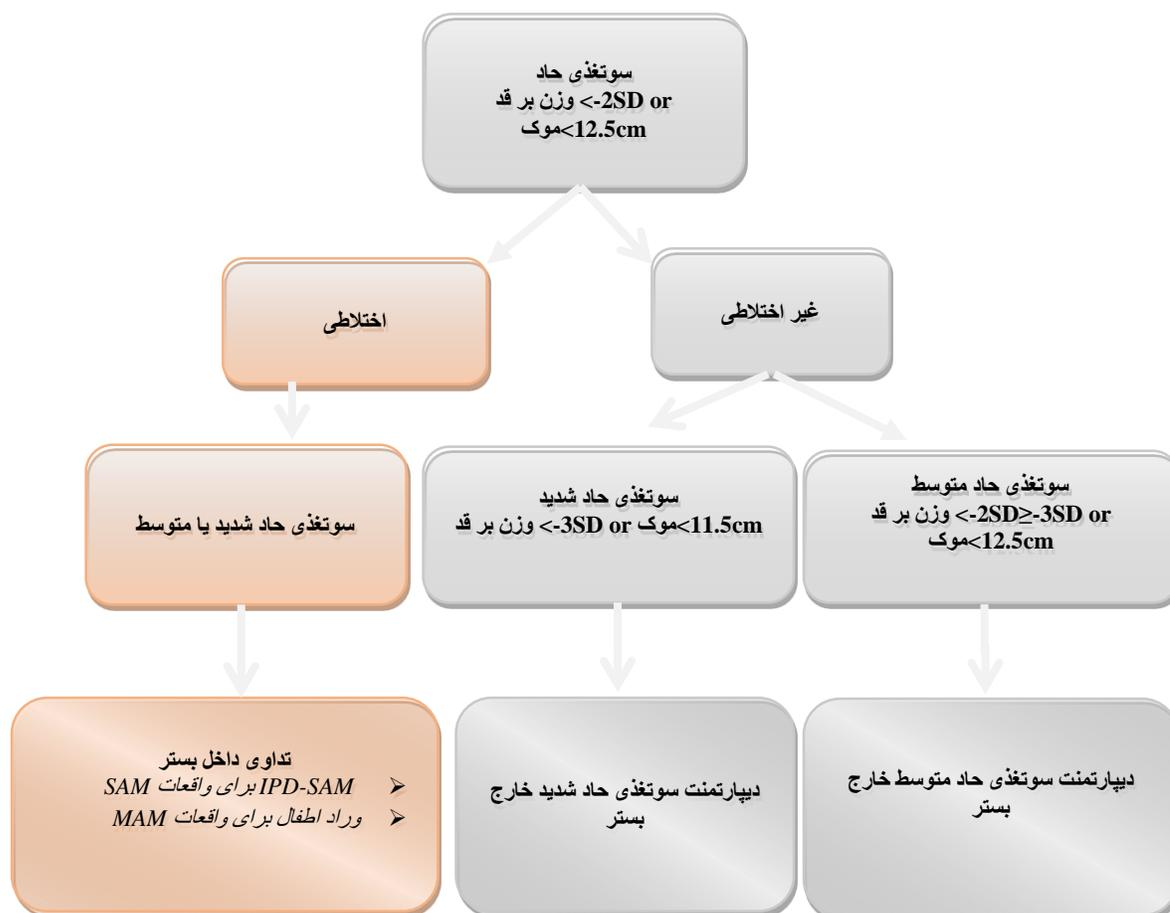 سوتغذی حاد
وزن بر قد <-2SD or
موک<12.5cm
غیر اختلاطی
اختلاطی
سوتغذی حاد متوسط
وزن بر قد <-2SD≥-3SD or
موک<12.5cm
سوتغذی حاد شدید
وزن بر قد <-3SD or موک<11.5cm
سوتغذی حاد شدید یا متوسط
دیپارتمنت سوتغذی حاد متوسط خارج
بستر
دیپارتمنت سوتغذی حاد شدید خارج
بستر
تداوی داخل بستر
➢ IPD-SAM برای واقعات SAM
➢ وراد اطفال برای واقعات MAM